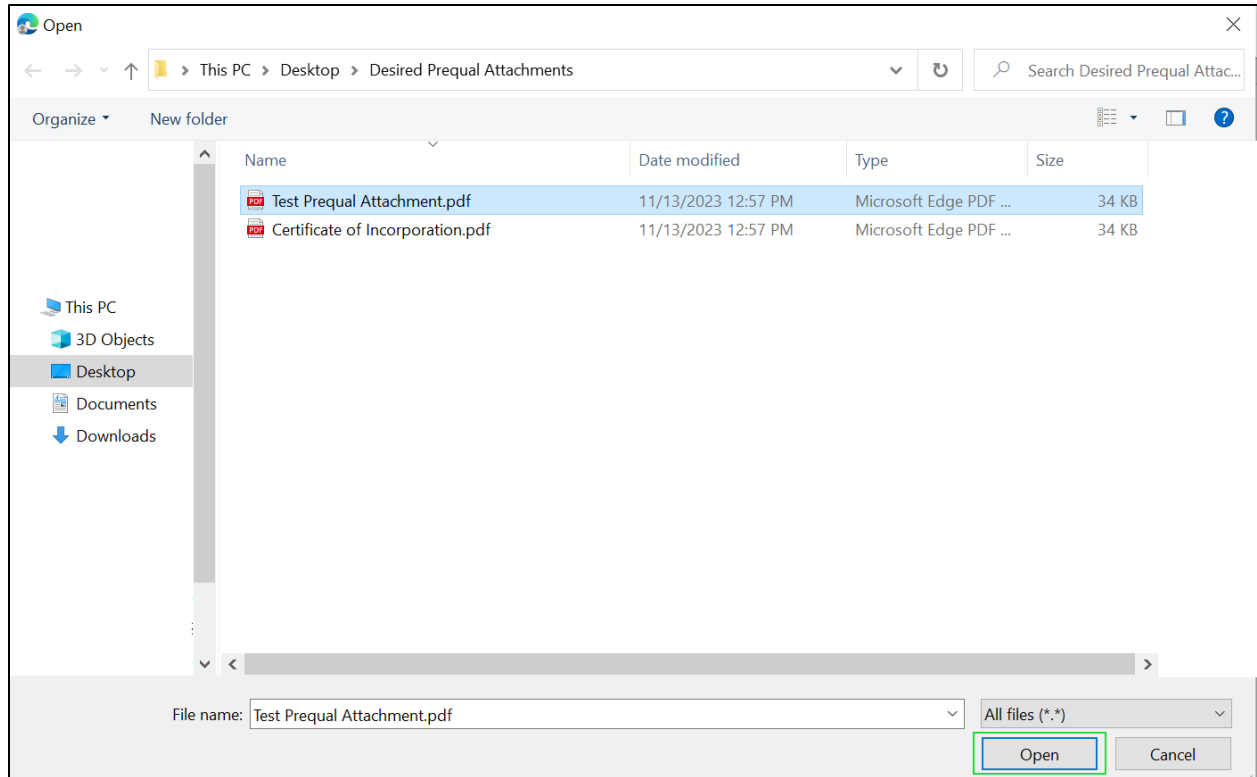 Open
This PC > Desktop > Desired Prequal Attachments
Search Desired Prequal Attac...
Organize
New folder
?
Name Date modified Type Size
PDF Test Prequal Attachment.pdf 11/13/2023 12:57 PM Microsoft Edge PDF ... 34 KB
PDF Certificate of Incorporation.pdf 11/13/2023 12:57 PM Microsoft Edge PDF ... 34 KB
This PC
3D Objects
Desktop
Documents
Downloads
File name: Test Prequal Attachment.pdf All files (*.*)
Open Cancel